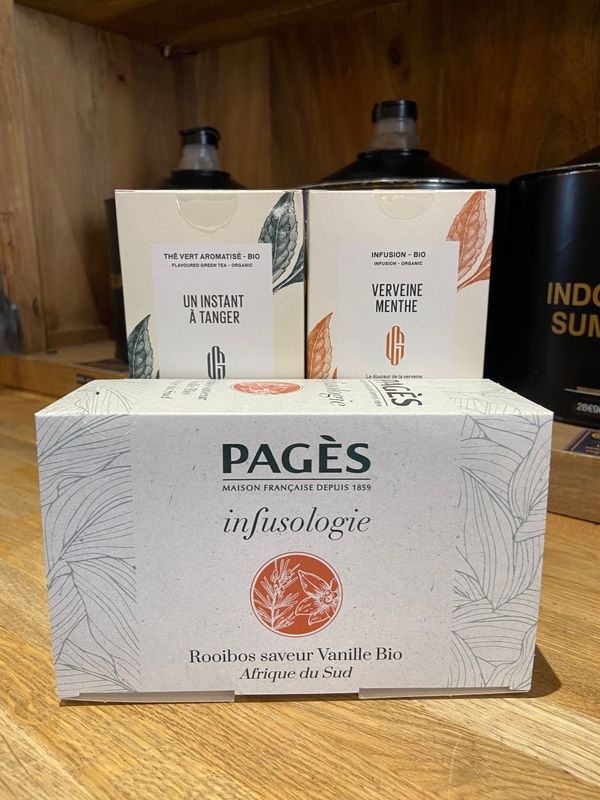 THÉ VERT AROMATISÉ - BIO
FLAVOURED GREEN TEA - ORGANIC
UN INSTANT
À TANGER
INFUSION - BIO
INFUSION - ORGANIC
VERVEINE
MENTHE
La douceur de la verveine
INDO
SUM
PAGÈS
infusologie
PAGÈS
MAISON FRANÇAISE DEPUIS 1859
infusologie
Rooibos saveur Vanille Bio
Afrique du Sud